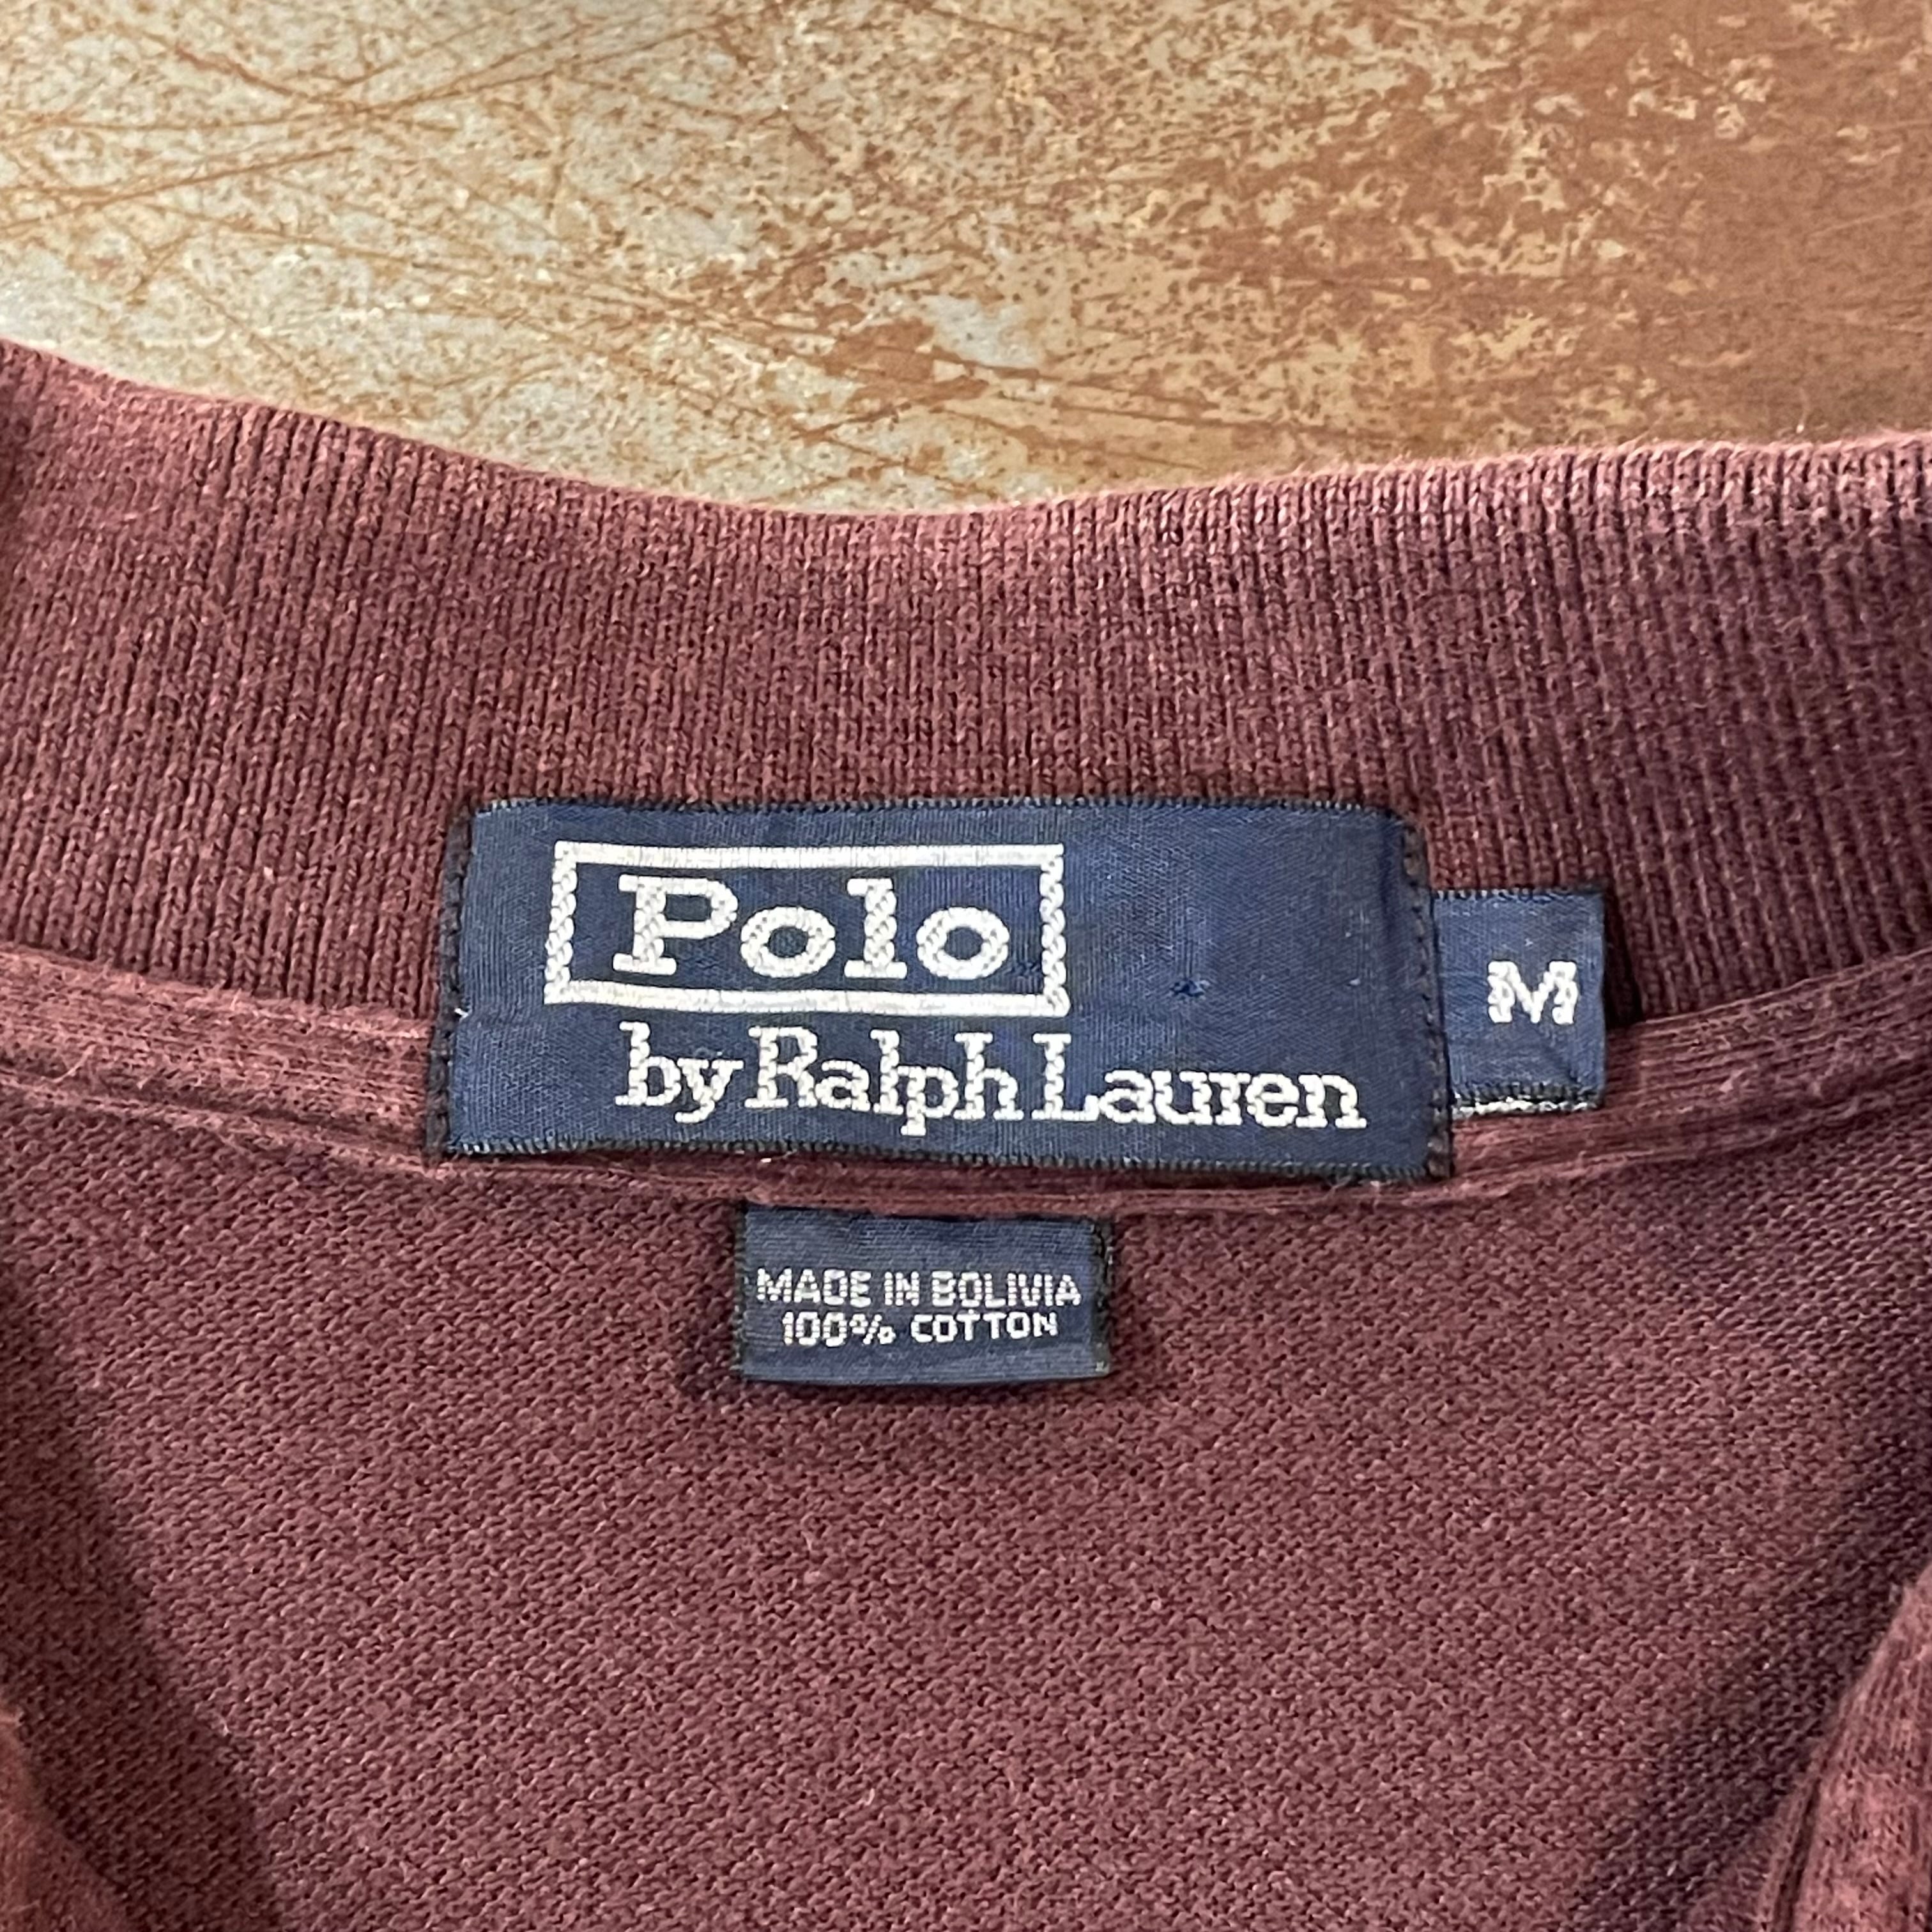 Polo
by Ralph Lauren
M
MADE IN BOLIVIA
100% COTTON